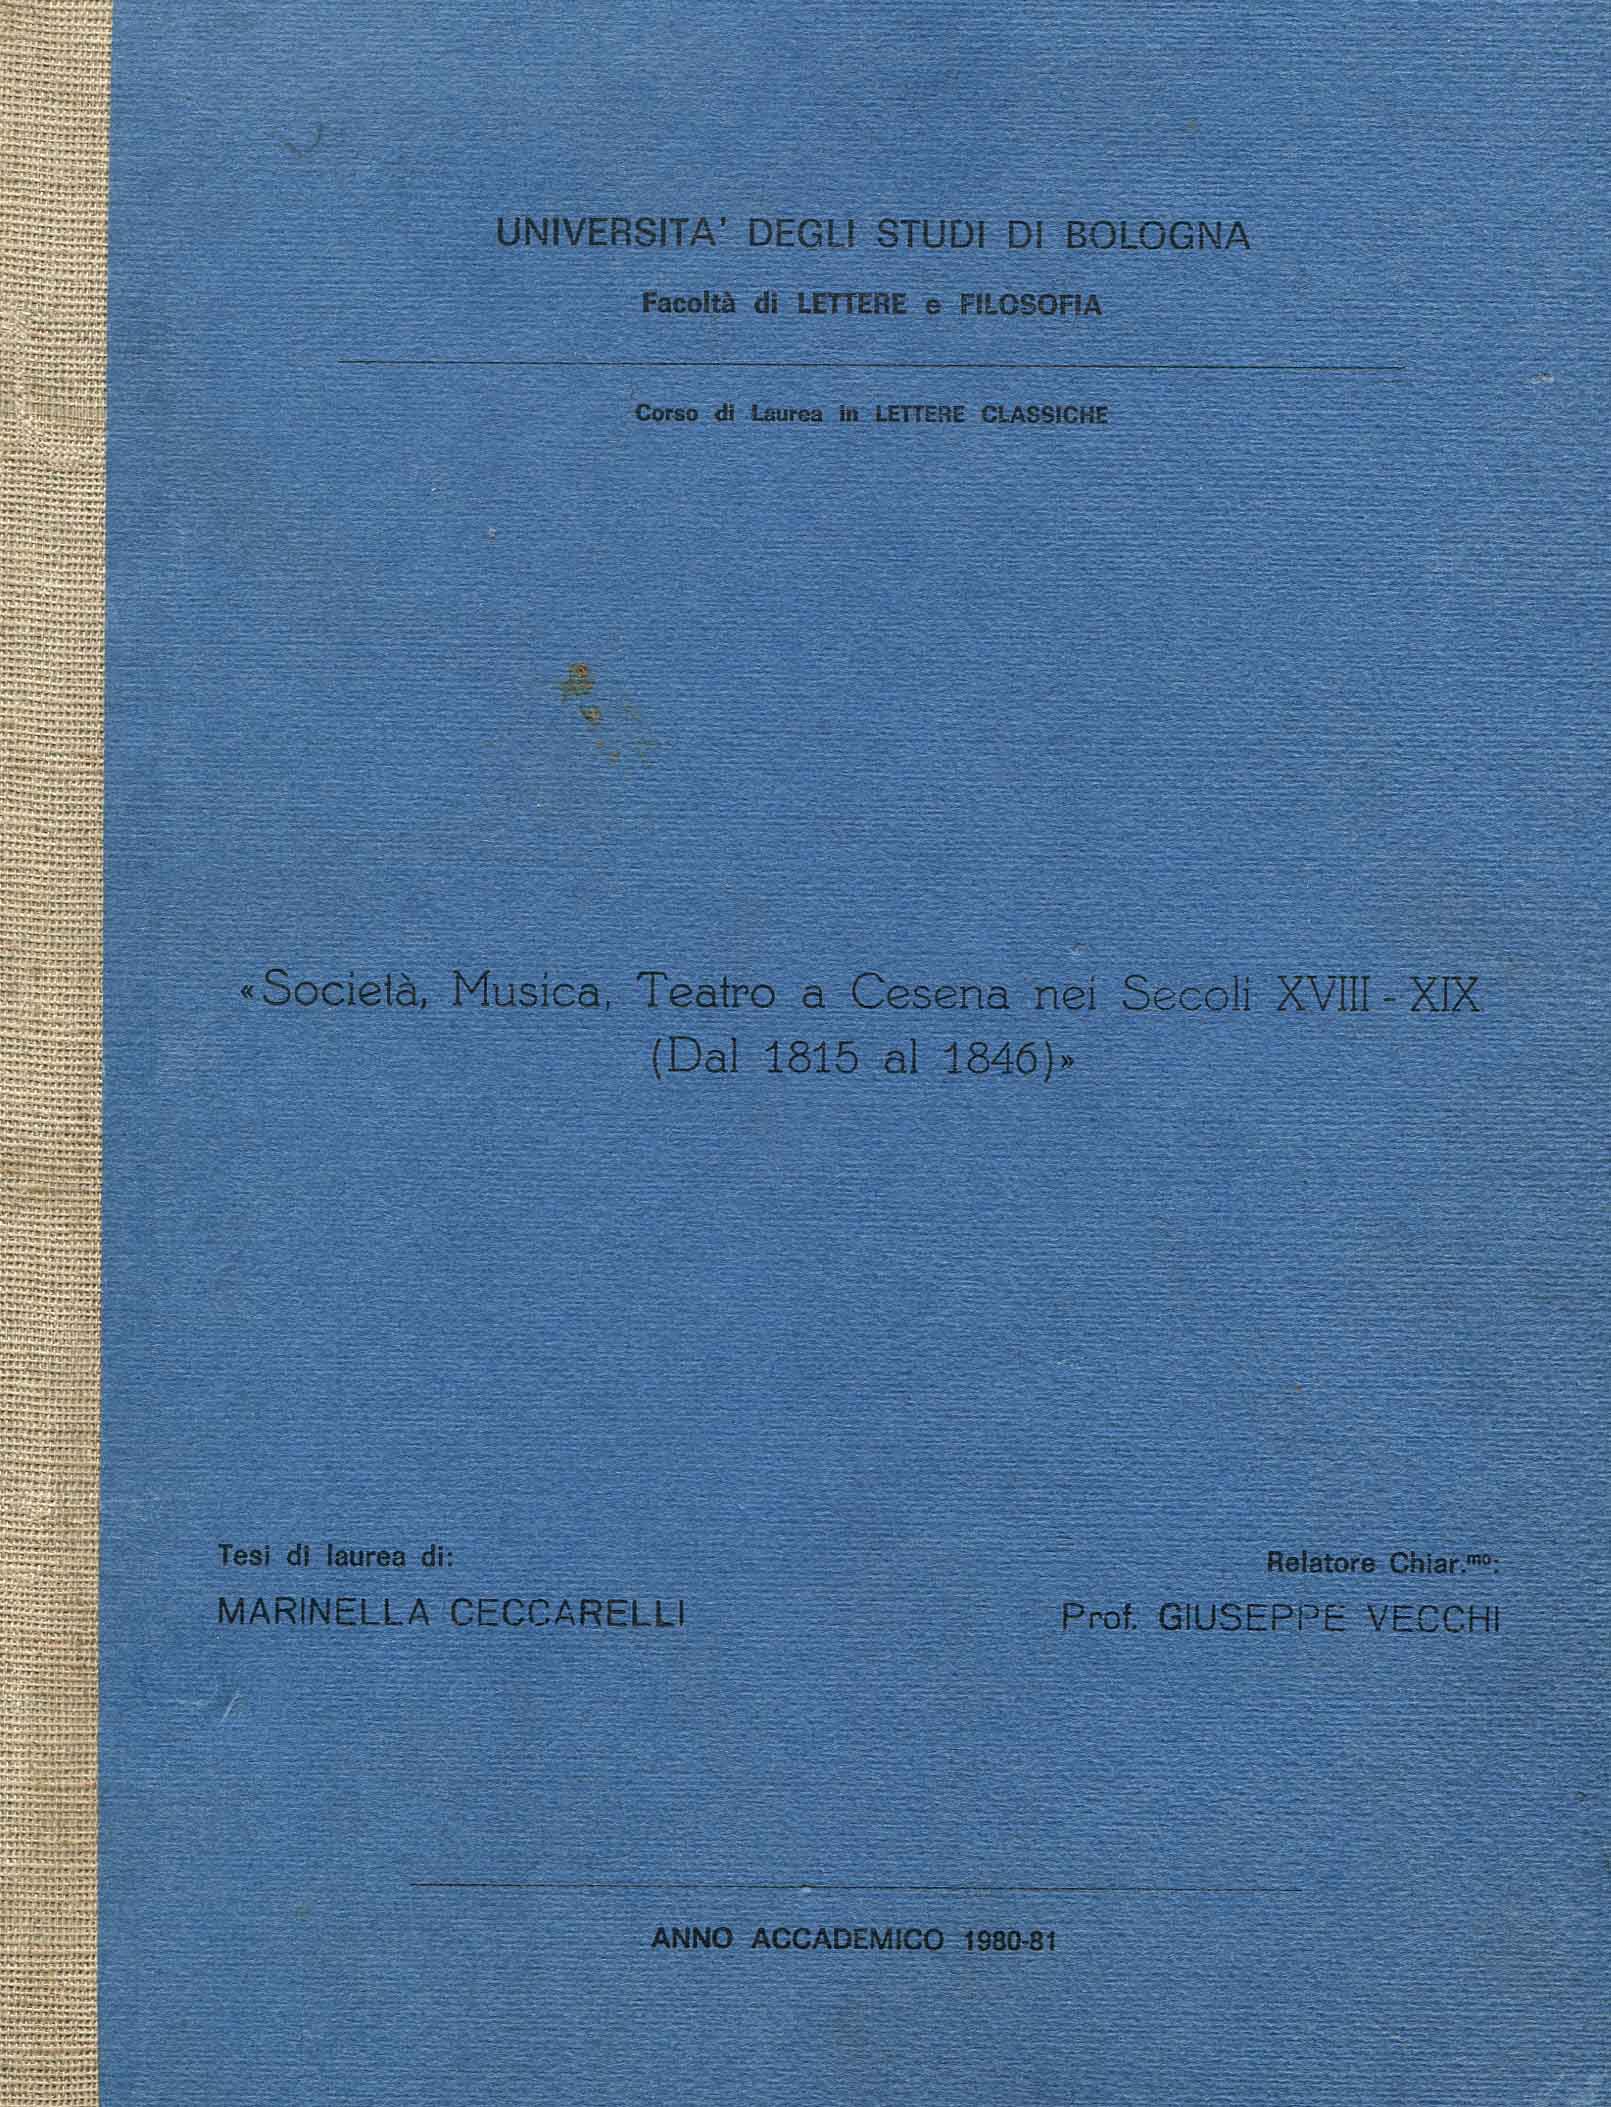 UNIVERSITA' DEGLI STUDI DI BOLOGNA
Facoltà di LETTERE e FILOSOFIA
Corso di Laurea in LETTERE CLASSICHE
«Società, Musica, Teatro a Cesena nei Secoli XVIII - XIX
(Dal 1815 al 1846)»
Tesi di laurea di:
MARINELLA CECCARELLI
Relatore Chiar.mo:
Prof. GIUSEPPE VECCHI
ANNO ACCADEMICO 1980-81